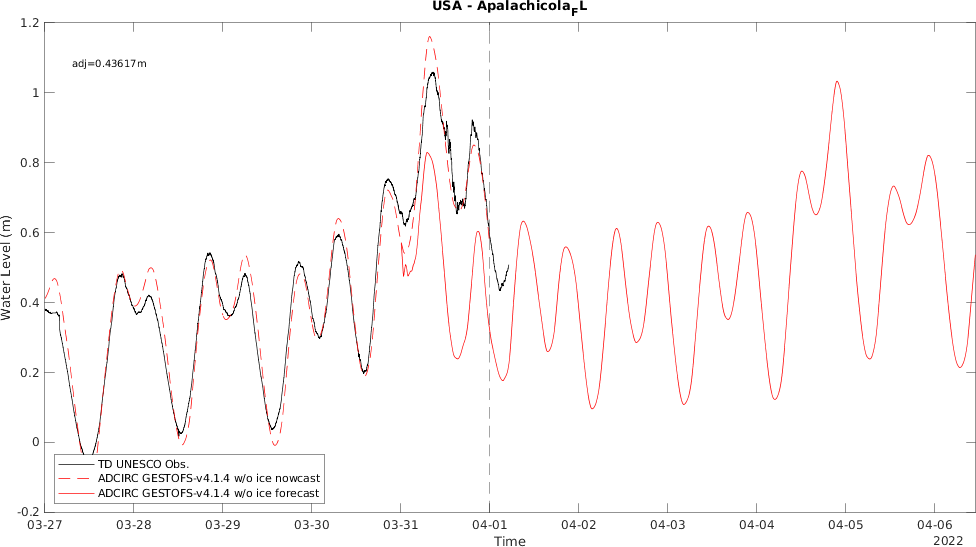 USA - Apalachicola_FL
1.2
adj=0.43617m
1
0.8
0.6
0.4
0.2
0
-0.2
Water Level (m)
TD UNESCO Obs.
ADCIRC GESTOFS-v4.1.4 w/o ice nowcast
ADCIRC GESTOFS-v4.1.4 w/o ice forecast
03-27 03-28 03-29 03-30 03-31 04-01 04-02 04-03 04-04 04-05 04-06
Time
2022